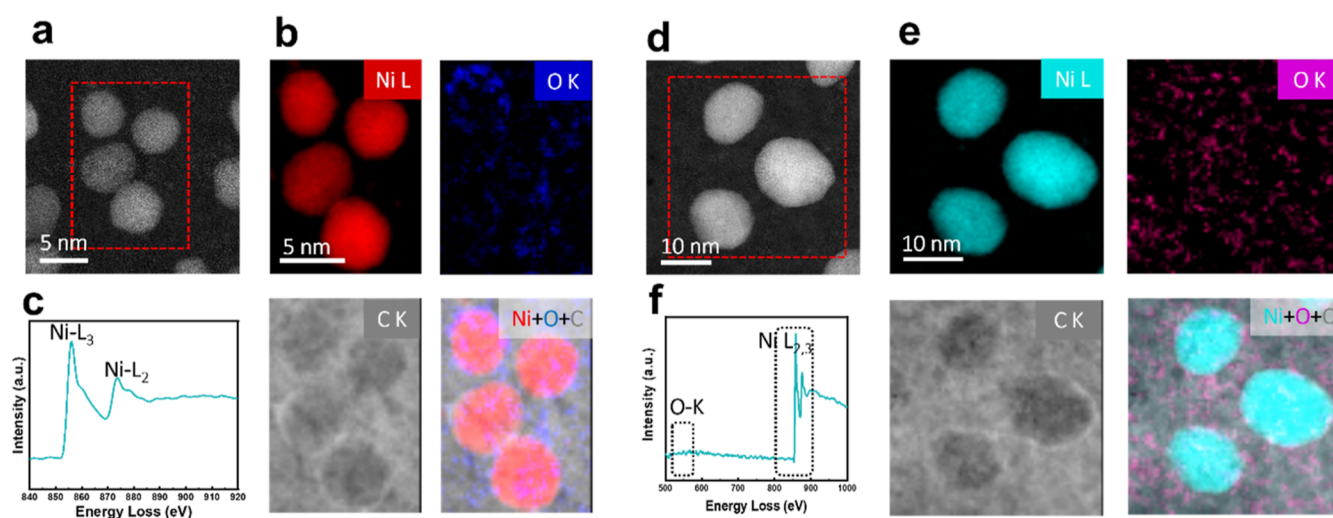 a
b
d
e
Ni L
O K
Ni L
O K
5 nm
5 nm
10 nm
10 nm
c
Ni-L3
Ni-L2
Intensity (a.u.)
840 850 860 870 880 890 900 910 920
Energy Loss (eV)
C K
Ni+O+C
f
Ni L2,3
O-K
Intensity (a.u.)
500 600 700 800 900 1000
Energy Loss (eV)
C K
Ni+O+C